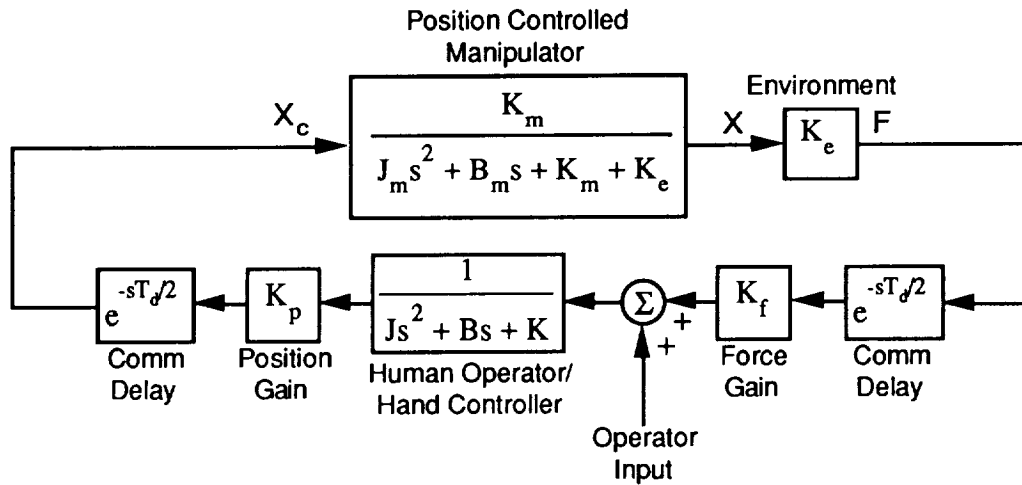 Position Controlled
Manipulator
Environment
X_c
K_m
J_m s^2 + B_m s + K_m + K_e
X
K_e
F
e^{-sT_d/2}
K_p
1
Js^2 + Bs + K
Σ
+
+
K_f
e^{-sT_d/2}
Comm
Delay
Position
Gain
Human Operator/
Hand Controller
Force
Gain
Comm
Delay
Operator
Input